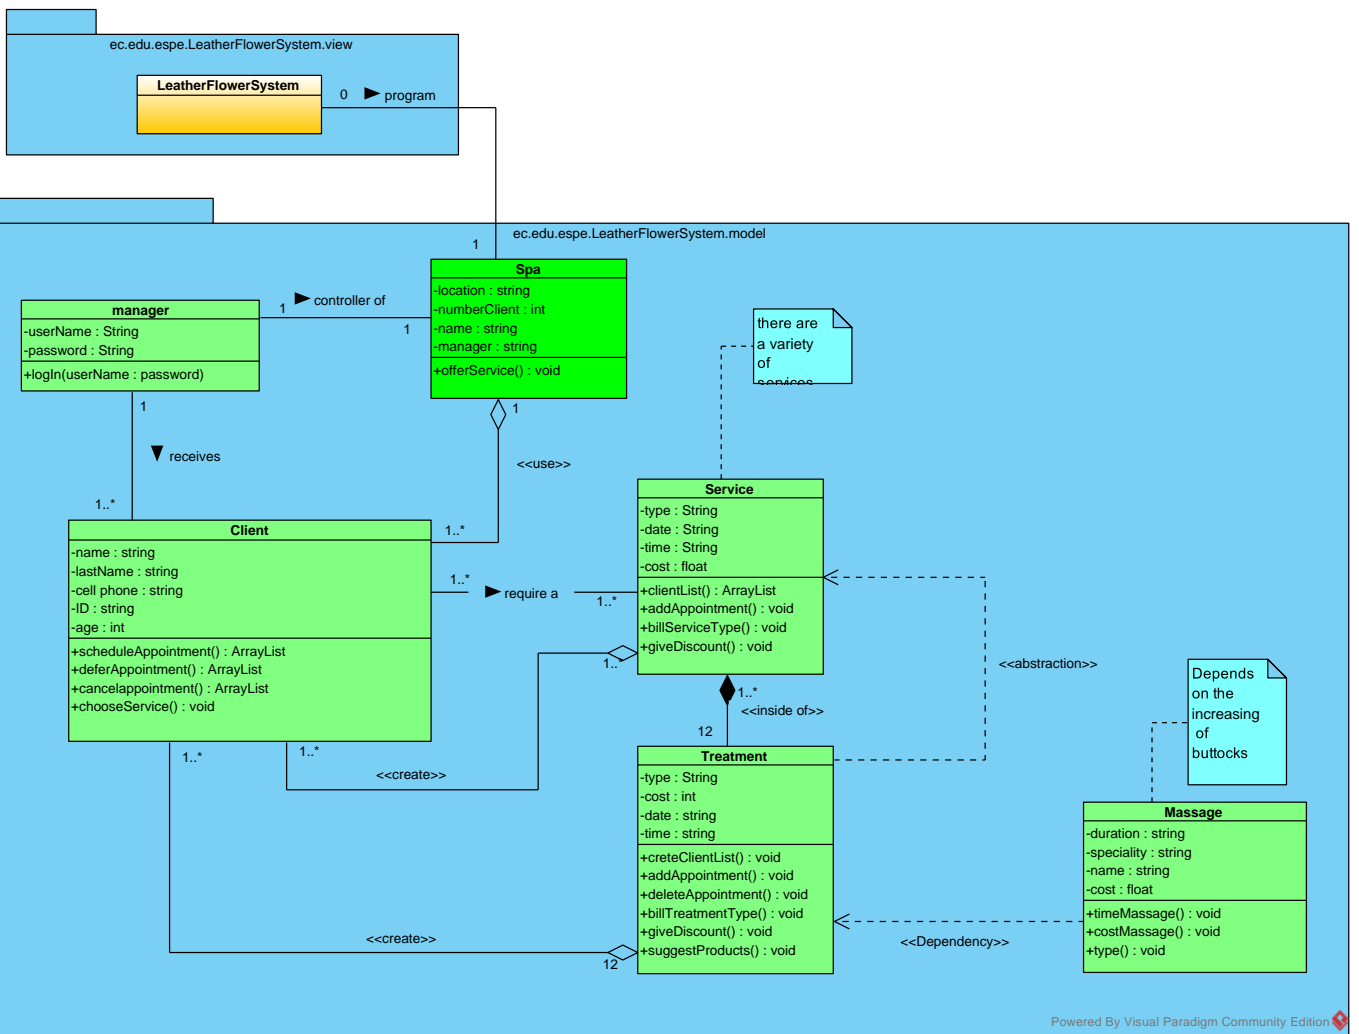 ec.edu.espe.LeatherFlowerSystem.view
LeatherFlowerSystem
0
program
ec.edu.espe.LeatherFlowerSystem.model
1
Spa
-location : string
-numberClient : int
-name : string
-manager : string
+offerService() : void
manager
-userName : String
-password : String
+logIn(userName : password)
1
controller of
1
there are
a variety
of
services
1
receives
1..*
1
<<use>>
1..*
Client
-name : string
-lastName : string
-cell phone : string
-ID : string
-age : int
+scheduleAppointment() : ArrayList
+deferAppointment() : ArrayList
+cancelappointment() : ArrayList
+chooseService() : void
1..*
require a
1..*
Service
-type : String
-date : String
-time : String
-cost : float
+clientList() : ArrayList
+addAppointment() : void
+billServiceType() : void
+giveDiscount() : void
1..*
<<abstraction>>
1..*
<<inside of>>
12
1..*
1..*
<<create>>
Treatment
-type : String
-cost : int
-date : string
-time : string
+creteClientList() : void
+addAppointment() : void
+deleteAppointment() : void
+billTreatmentType() : void
+giveDiscount() : void
+suggestProducts() : void
<<create>>
12
<<Dependency>>
Depends
on the
increasing
of
buttocks
Massage
-duration : string
-speciality : string
-name : string
-cost : float
+timeMassage() : void
+costMassage() : void
+type() : void
Powered By Visual Paradigm Community Edition